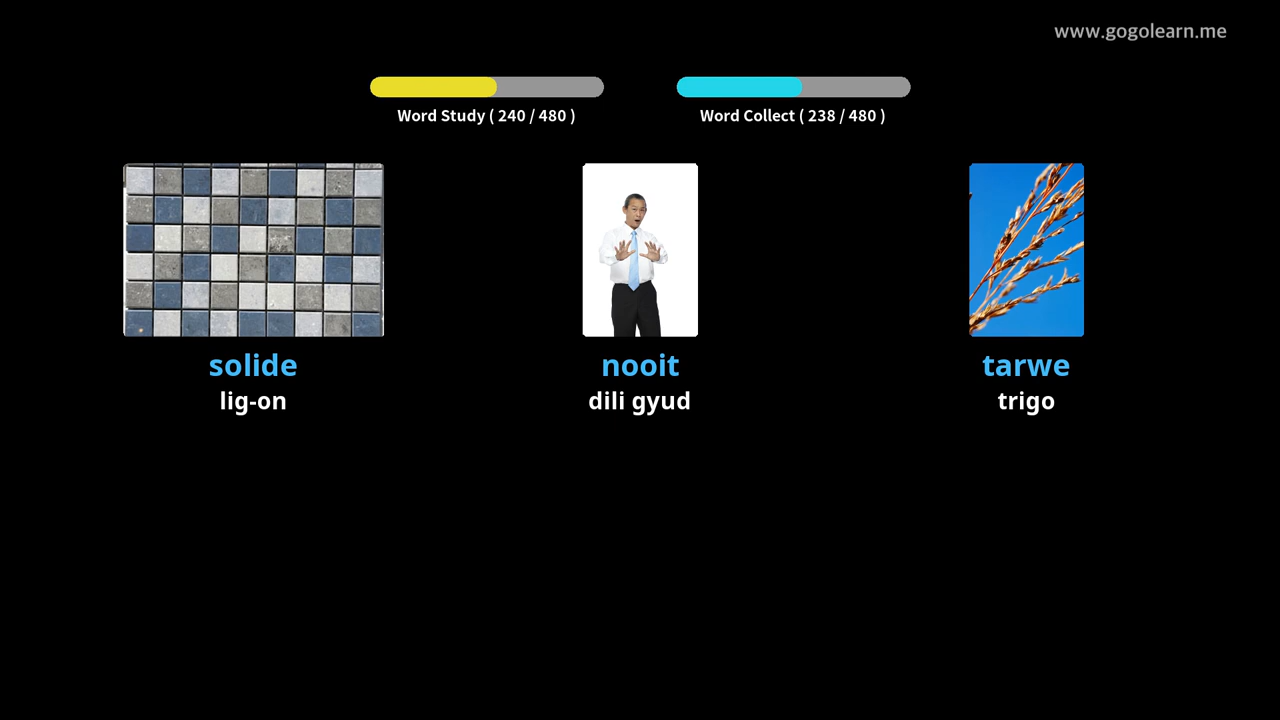 www.gogolearn.me
Word Study ( 240 / 480 )
Word Collect ( 238 / 480 )
solide
lig-on
nooit
dili gyud
tarwe
trigo